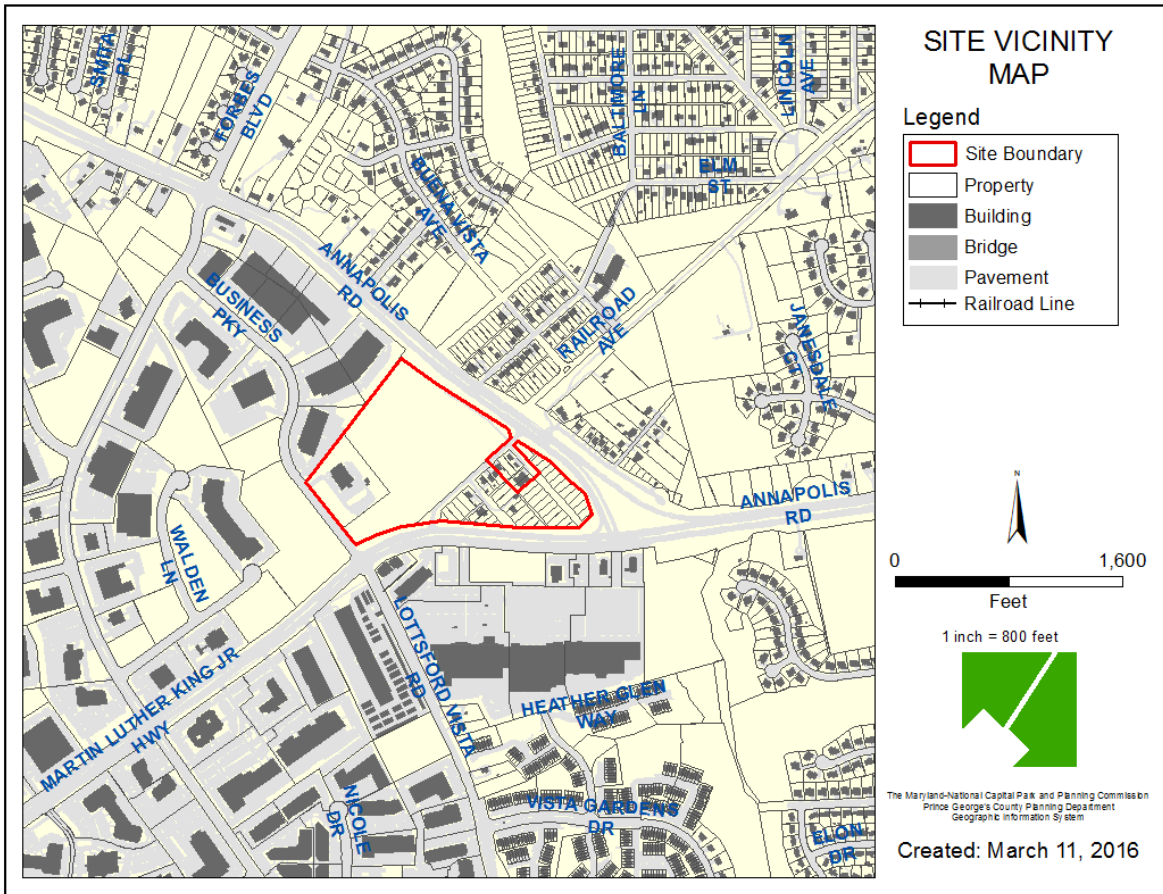 SITE VICINITY
MAP
Legend
Site Boundary
Property
Building
Bridge
Pavement
Railroad Line
N
0
1,600
Feet
1 inch = 800 feet
The Maryland-National Capital Park and Planning Commission
Prince George's County Planning Department
Geographic Information System
Created: March 11, 2016
SMITA
PL
FORBES
BLVD
BALTIMORE
LN
LINCOLN
AVE
ELM
ST
BUENA VISTA
AVE
ANNAPOLIS
RD
BUSINESS
PKY
RAILROAD
AVE
JANESDALE
CT
ANNAPOLIS
RD
WALDEN
LN
LOTTSFORD VISTA
RD
MARTIN LUTHER KING JR
HWY
HEATHER GLEN
WAY
NICOLE
DR
VISTA GARDENS
DR
ELON
DR